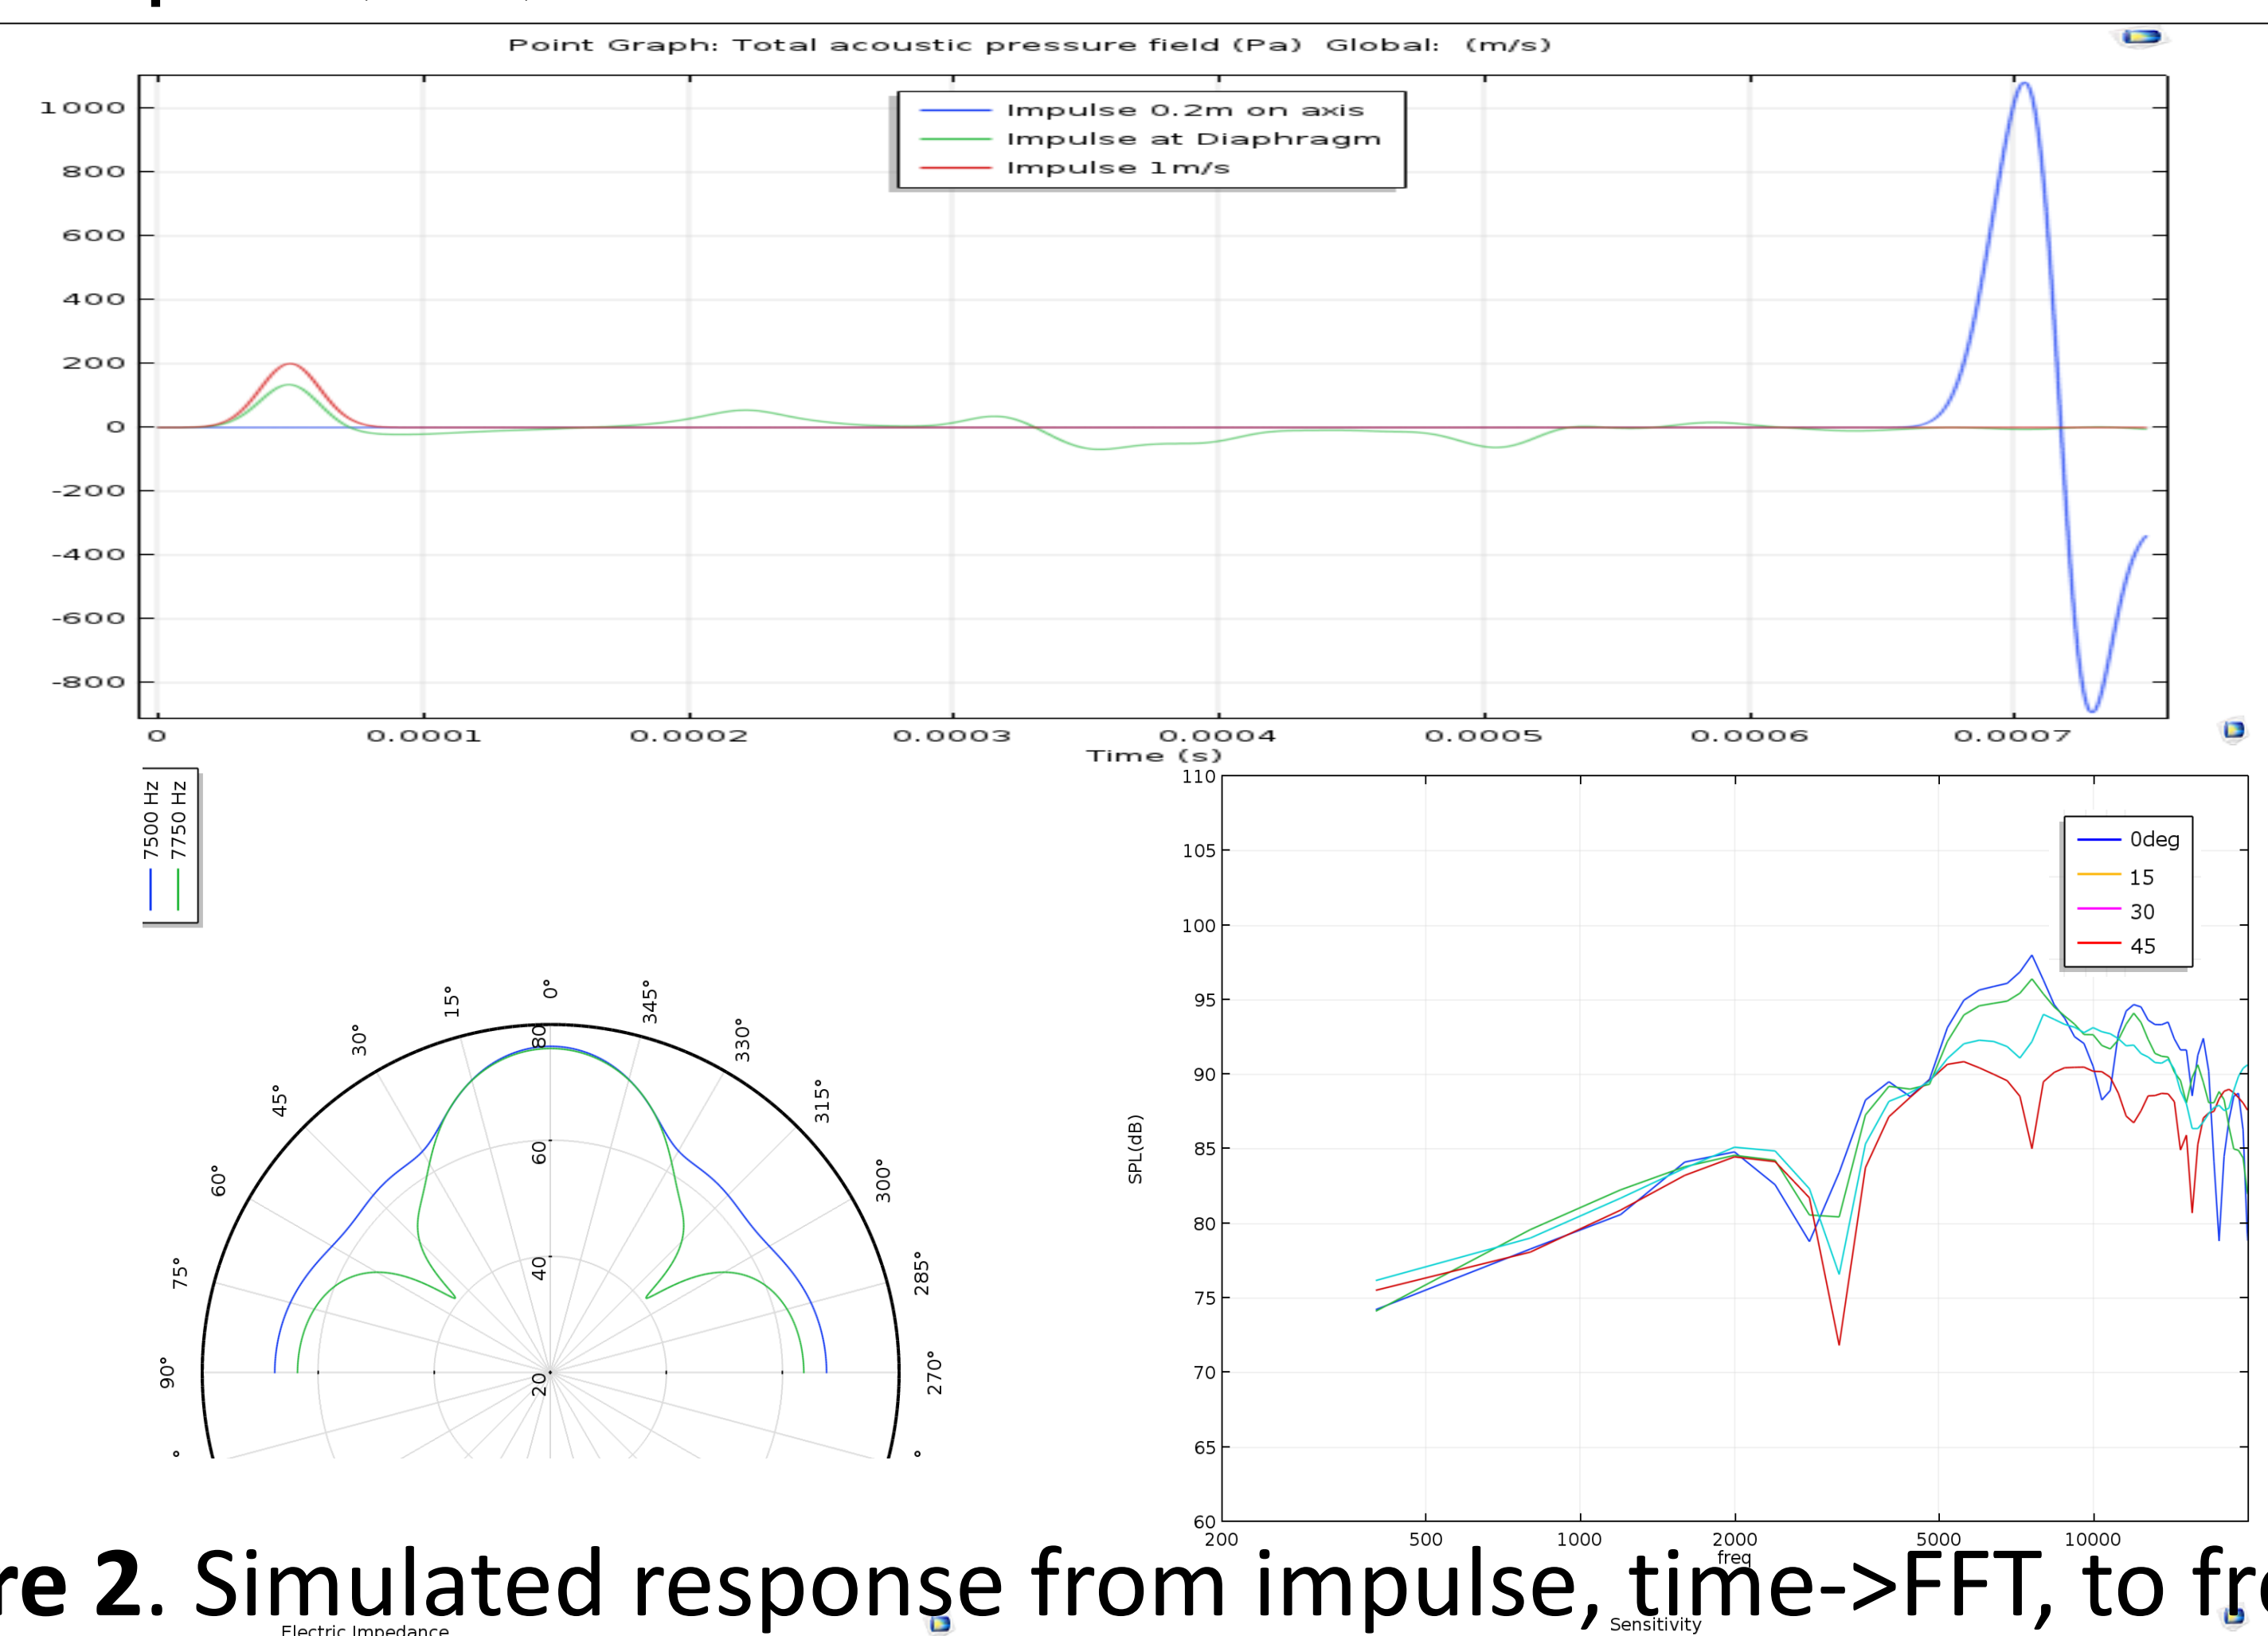 Point Graph: Total acoustic pressure field (Pa) Global: (m/s)
Impulse 0.2m on axis
Impulse at Diaphragm
Impulse 1m/s
1000
800
600
400
200
0
-200
-400
-600
-800
0 0.0001 0.0002 0.0003 0.0004 0.0005 0.0006 0.0007
Time (s)
7500 Hz
7750 Hz
90°
75°
60°
45°
30°
15°
0°
345°
330°
315°
300°
285°
270°
°
°
80
60
40
20
0deg
15
30
45
SPL(dB)
110
105
100
95
90
85
80
75
70
65
60
200 500 1000 2000 5000 10000
freq
re 2. Simulated response from impulse, time->FFT, to fre
Electric Impedance
Sensitivity